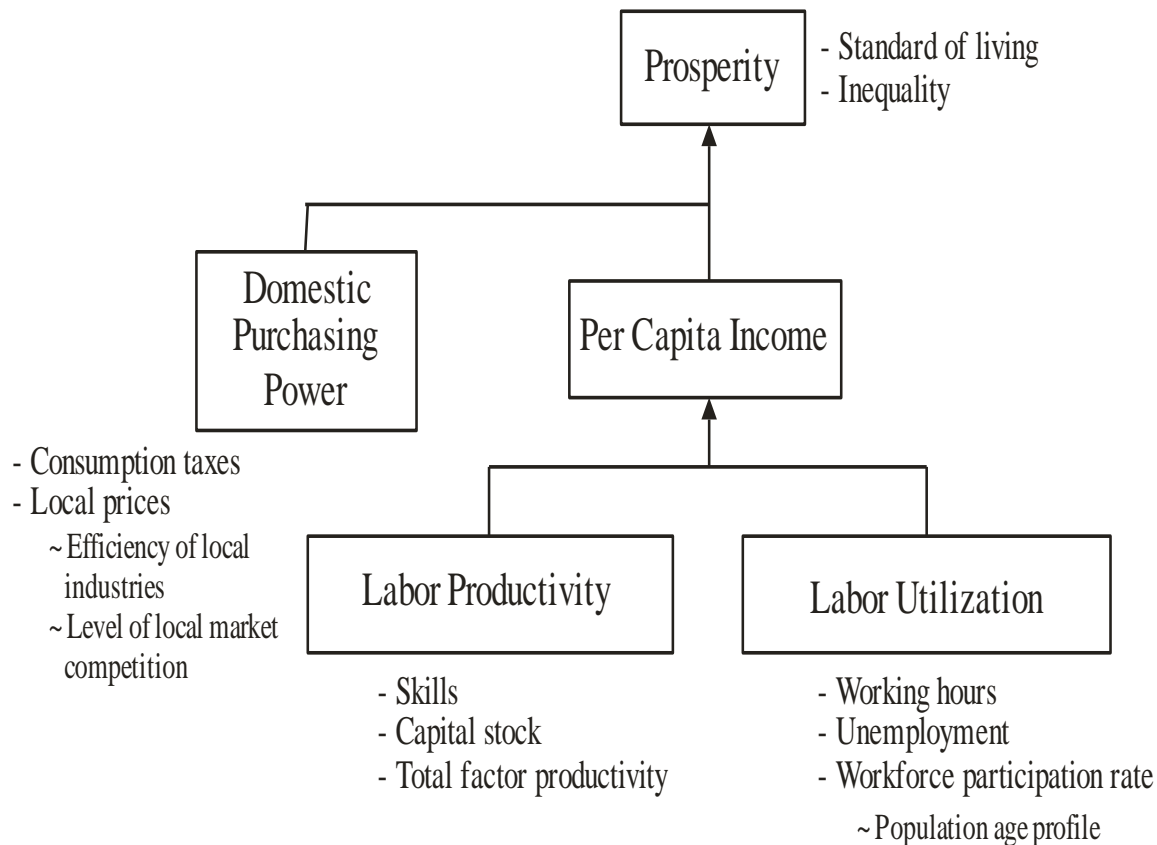 Prosperity
- Standard of living
- Inequality
Domestic
Purchasing
Power
Per Capita Income
- Consumption taxes
- Local prices
~ Efficiency of local
industries
~ Level of local market
competition
Labor Productivity
Labor Utilization
- Skills
- Capital stock
- Total factor productivity
- Working hours
- Unemployment
- Workforce participation rate
~ Population age profile